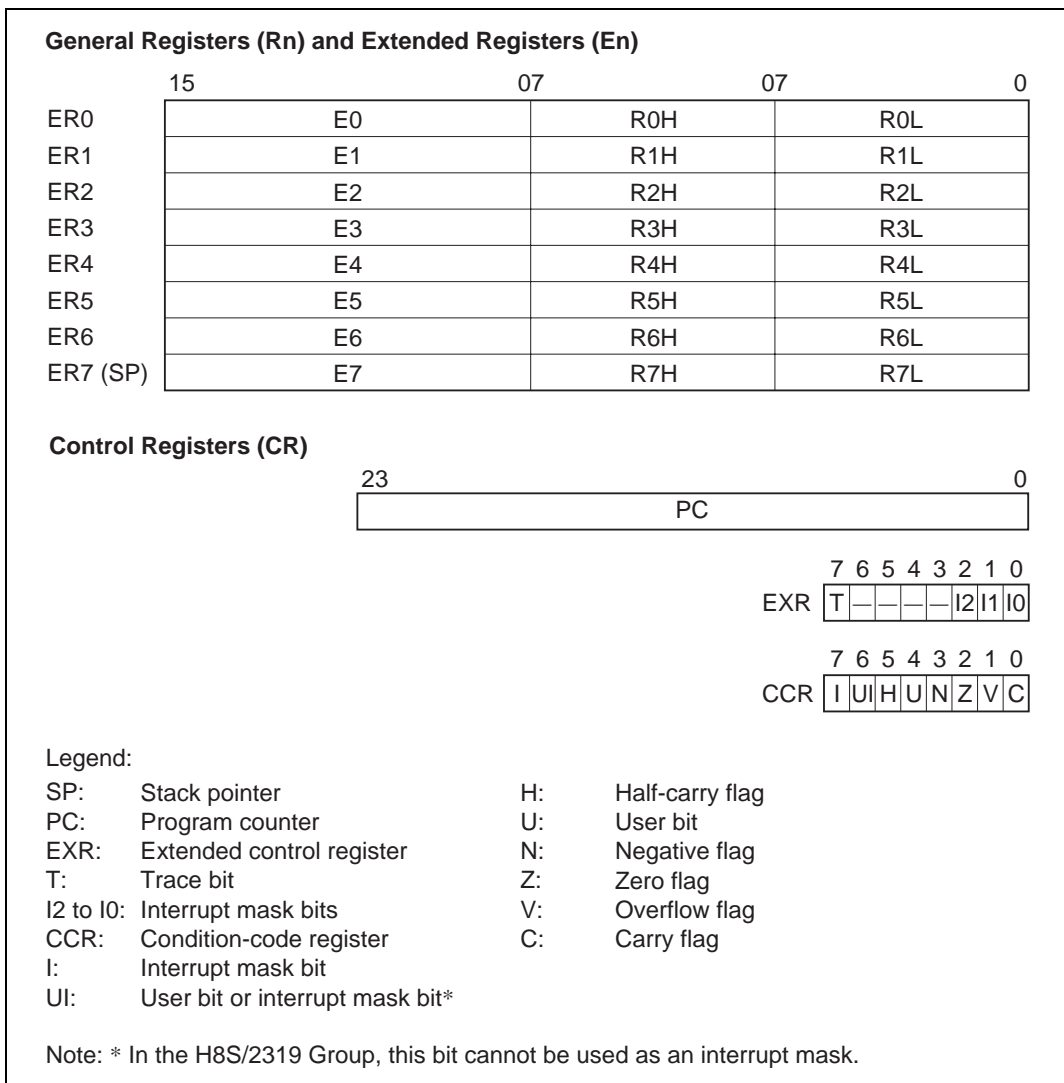 General Registers (Rn) and Extended Registers (En)
15 07 07 0
ER0 E0 R0H R0L
ER1 E1 R1H R1L
ER2 E2 R2H R2L
ER3 E3 R3H R3L
ER4 E4 R4H R4L
ER5 E5 R5H R5L
ER6 E6 R6H R6L
ER7 (SP) E7 R7H R7L
Control Registers (CR)
23 0
PC
7 6 5 4 3 2 1 0
EXR T — — — — I2 I1 I0
7 6 5 4 3 2 1 0
CCR I UI H U N Z V C
Legend:
SP: Stack pointer H: Half-carry flag
PC: Program counter U: User bit
EXR: Extended control register N: Negative flag
T: Trace bit Z: Zero flag
I2 to I0: Interrupt mask bits V: Overflow flag
CCR: Condition-code register C: Carry flag
I: Interrupt mask bit
UI: User bit or interrupt mask bit*
Note: * In the H8S/2319 Group, this bit cannot be used as an interrupt mask.